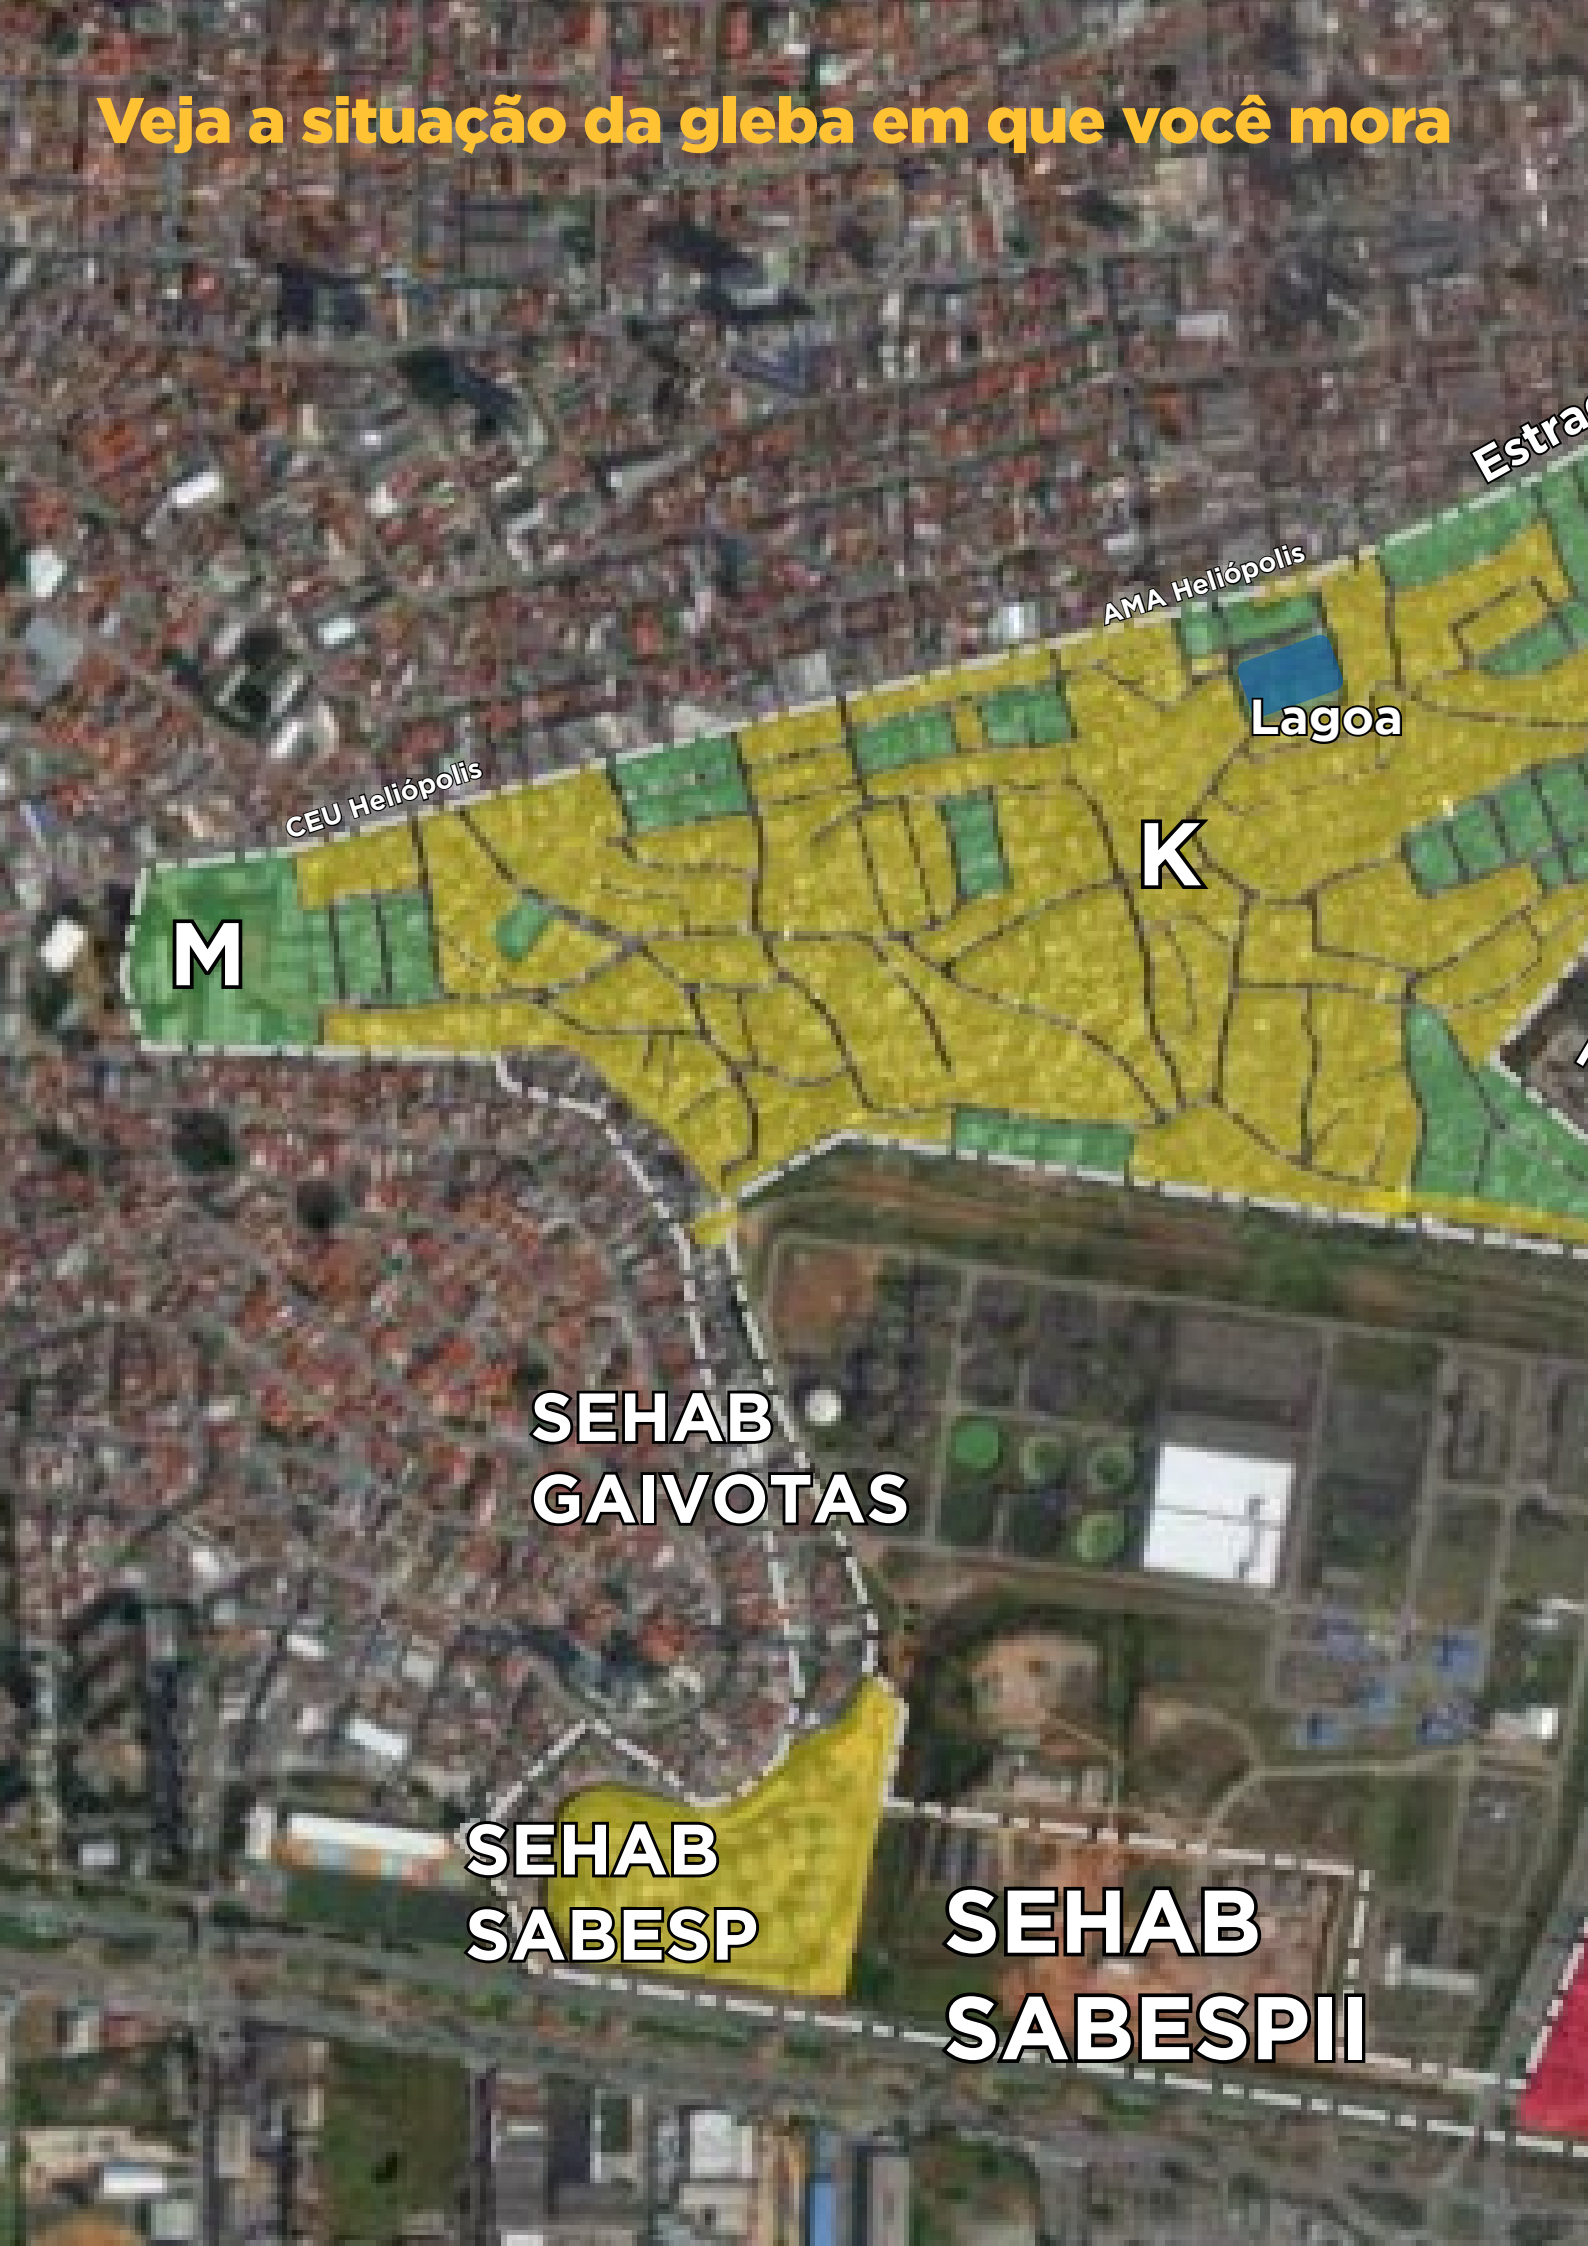 Veja a situação da gleba em que você mora
AMA Heliópolis
Lagoa
CEU Heliópolis
K
M
SEHAB
GAIVOTAS
SEHAB
SABESP
SEHAB
SABESPII